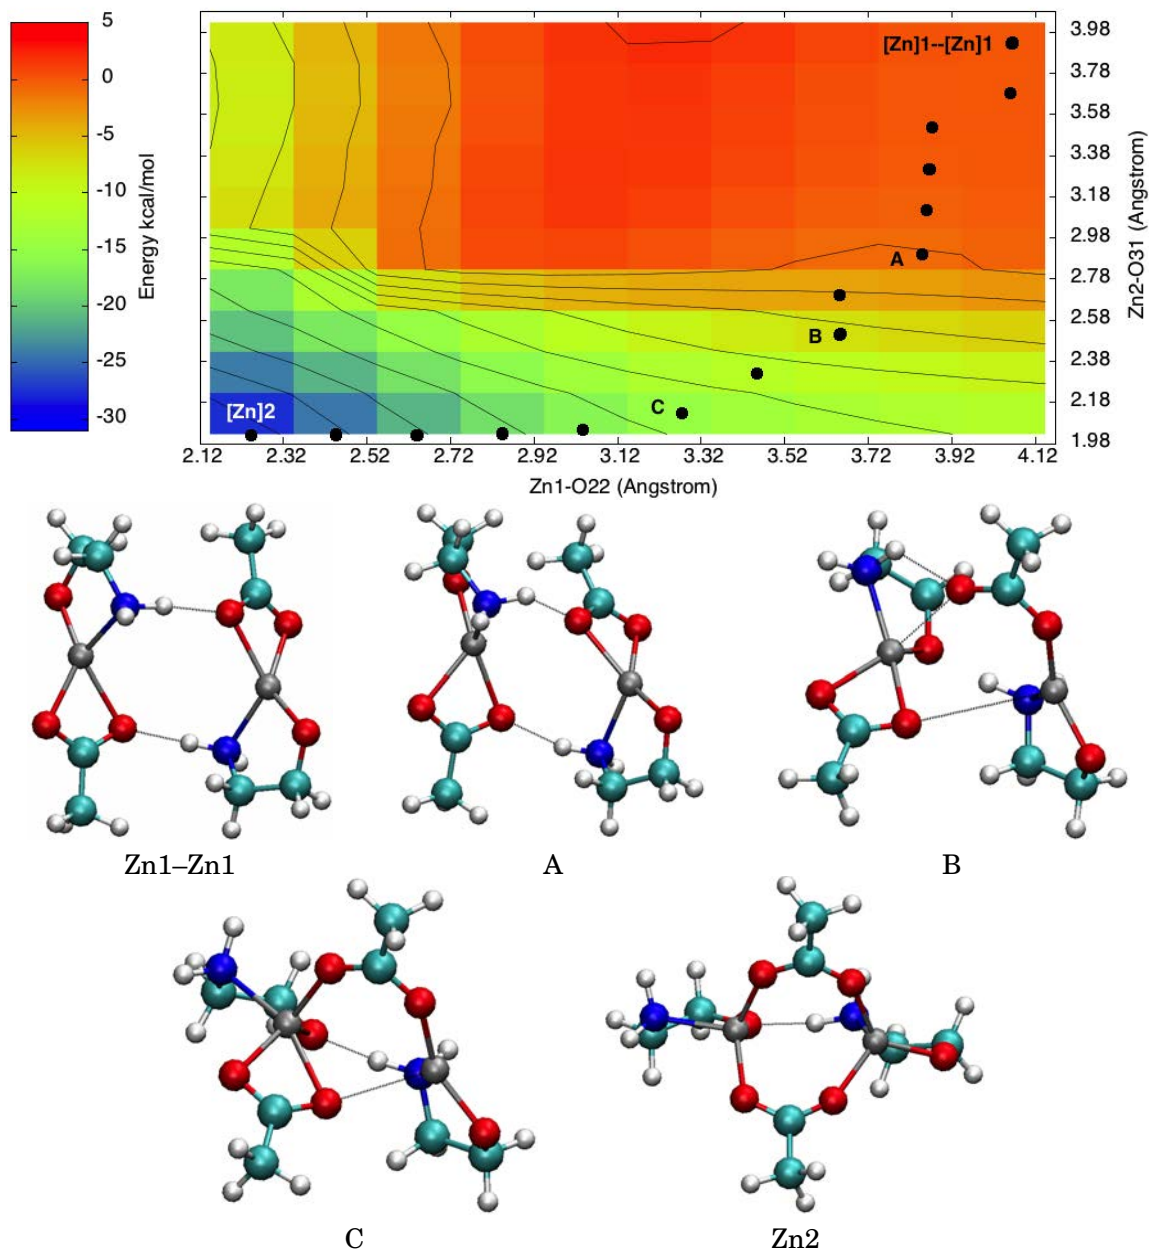 5
0
-5
-10
-15
-20
-25
-30
Energy kcal/mol
[Zn]1--[Zn]1
A
B
C
[Zn]2
3.98
3.78
3.58
3.38
3.18
2.98
2.78
2.58
2.38
2.18
1.98
Zn2-O31 (Angstrom)
2.12 2.32 2.52 2.72 2.92 3.12 3.32 3.52 3.72 3.92 4.12
Zn1-O22 (Angstrom)
Zn1–Zn1 A B
C Zn2